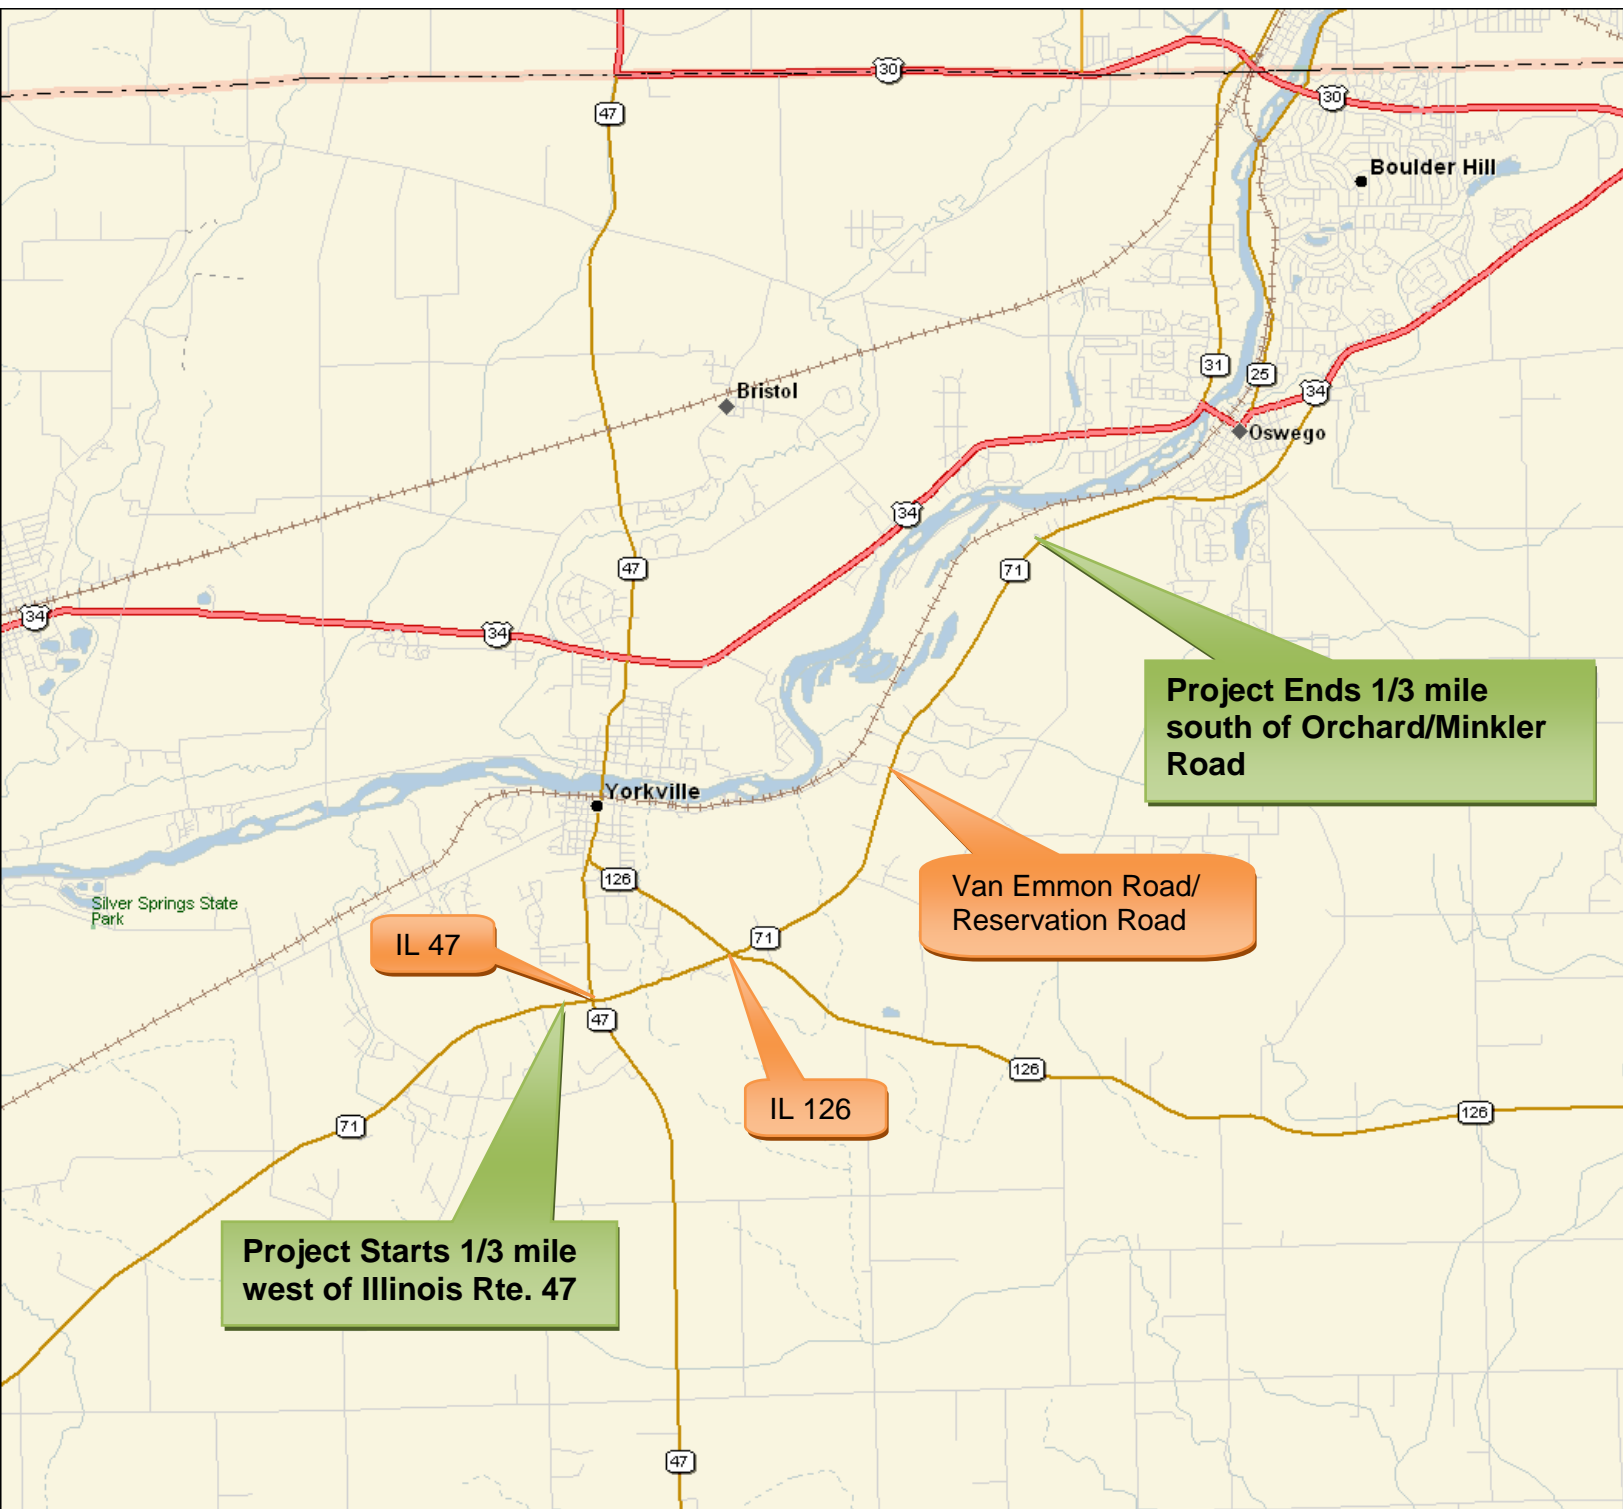 30
47
30
Boulder Hill
31
25
34
Bristol
Oswego
34
47
71
34
34
Project Ends 1/3 mile
south of Orchard/Minkler
Road
Yorkville
126
Van Emmon Road/
Reservation Road
Silver Springs State
Park
IL 47
71
47
126
IL 126
126
71
Project Starts 1/3 mile
west of Illinois Rte. 47
47